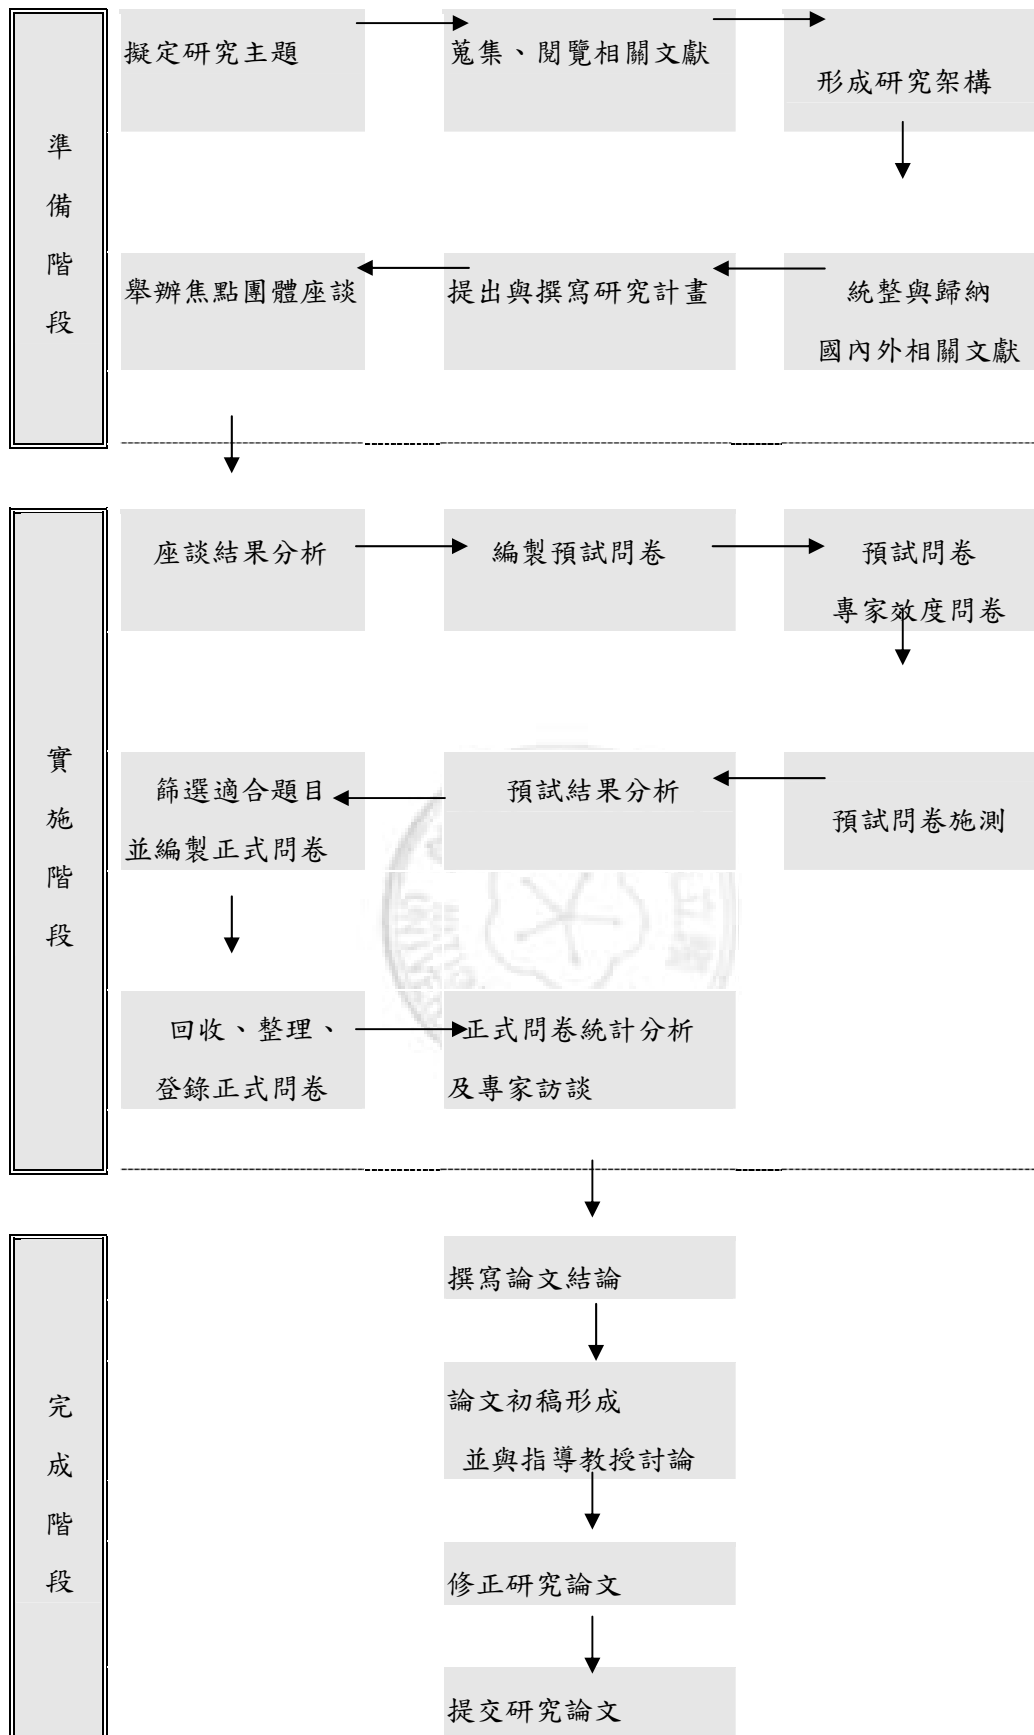 準備階段
擬定研究主題
蒐集、閱覽相關文獻
形成研究架構
舉辦焦點團體座談
提出與撰寫研究計畫
統整與歸納
國內外相關文獻
實施階段
座談結果分析
編製預試問卷
預試問卷
專家效度問卷
篩選適合題目
並編製正式問卷
預試結果分析
預試問卷施測
回收、整理、
登錄正式問卷
正式問卷統計分析
及專家訪談
完成階段
撰寫論文結論
論文初稿形成
並與指導教授討論
修正研究論文
提交研究論文